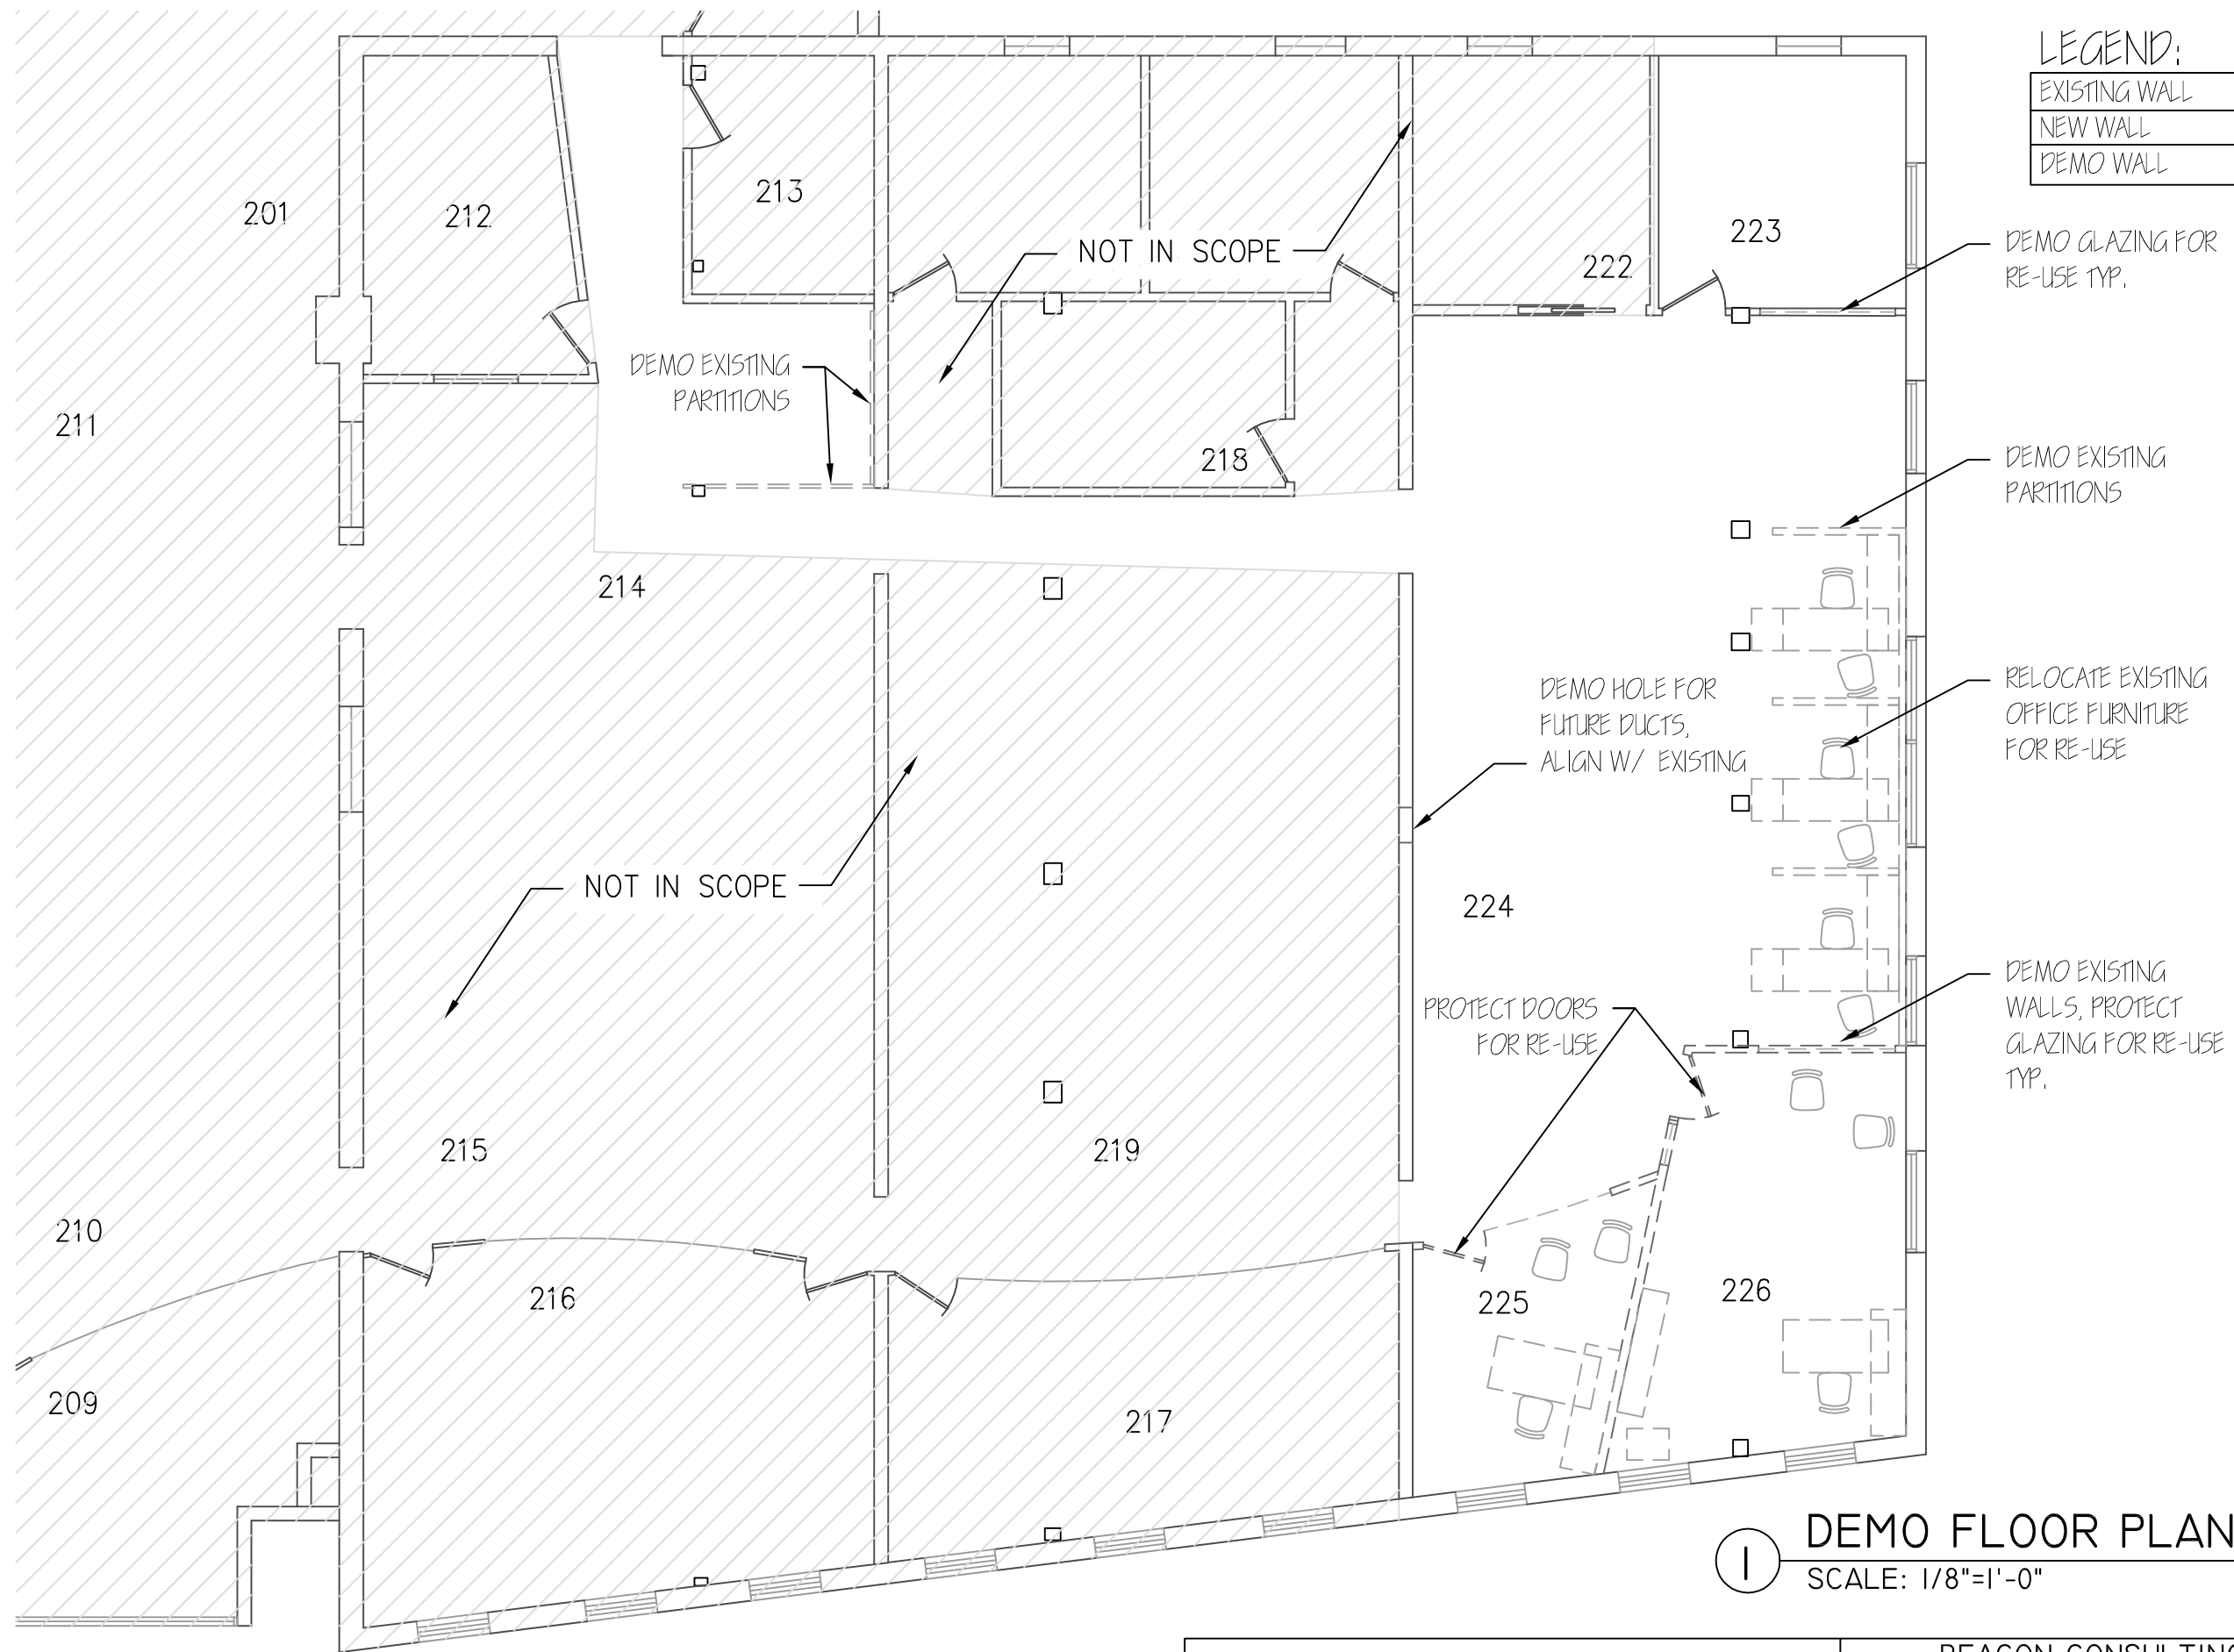 LEGEND:
EXISTING WALL
NEW WALL
DEMO WALL
201
212
213
NOT IN SCOPE
222
223
DEMO GLAZING FOR
RE-USE TYP.
211
DEMO EXISTING
PARTITIONS
218
DEMO EXISTING
PARTITIONS
214
DEMO HOLE FOR
FUTURE DUCTS,
ALIGN W/ EXISTING
RELOCATE EXISTING
OFFICE FURNITURE
FOR RE-USE
NOT IN SCOPE
224
PROTECT DOORS
FOR RE-USE
DEMO EXISTING
WALLS, PROTECT
GLAZING FOR RE-USE
TYP.
215
219
210
216
225
226
209
217
1
DEMO FLOOR PLAN
SCALE: 1/8"=1'-0"
BEACON CONSULTING